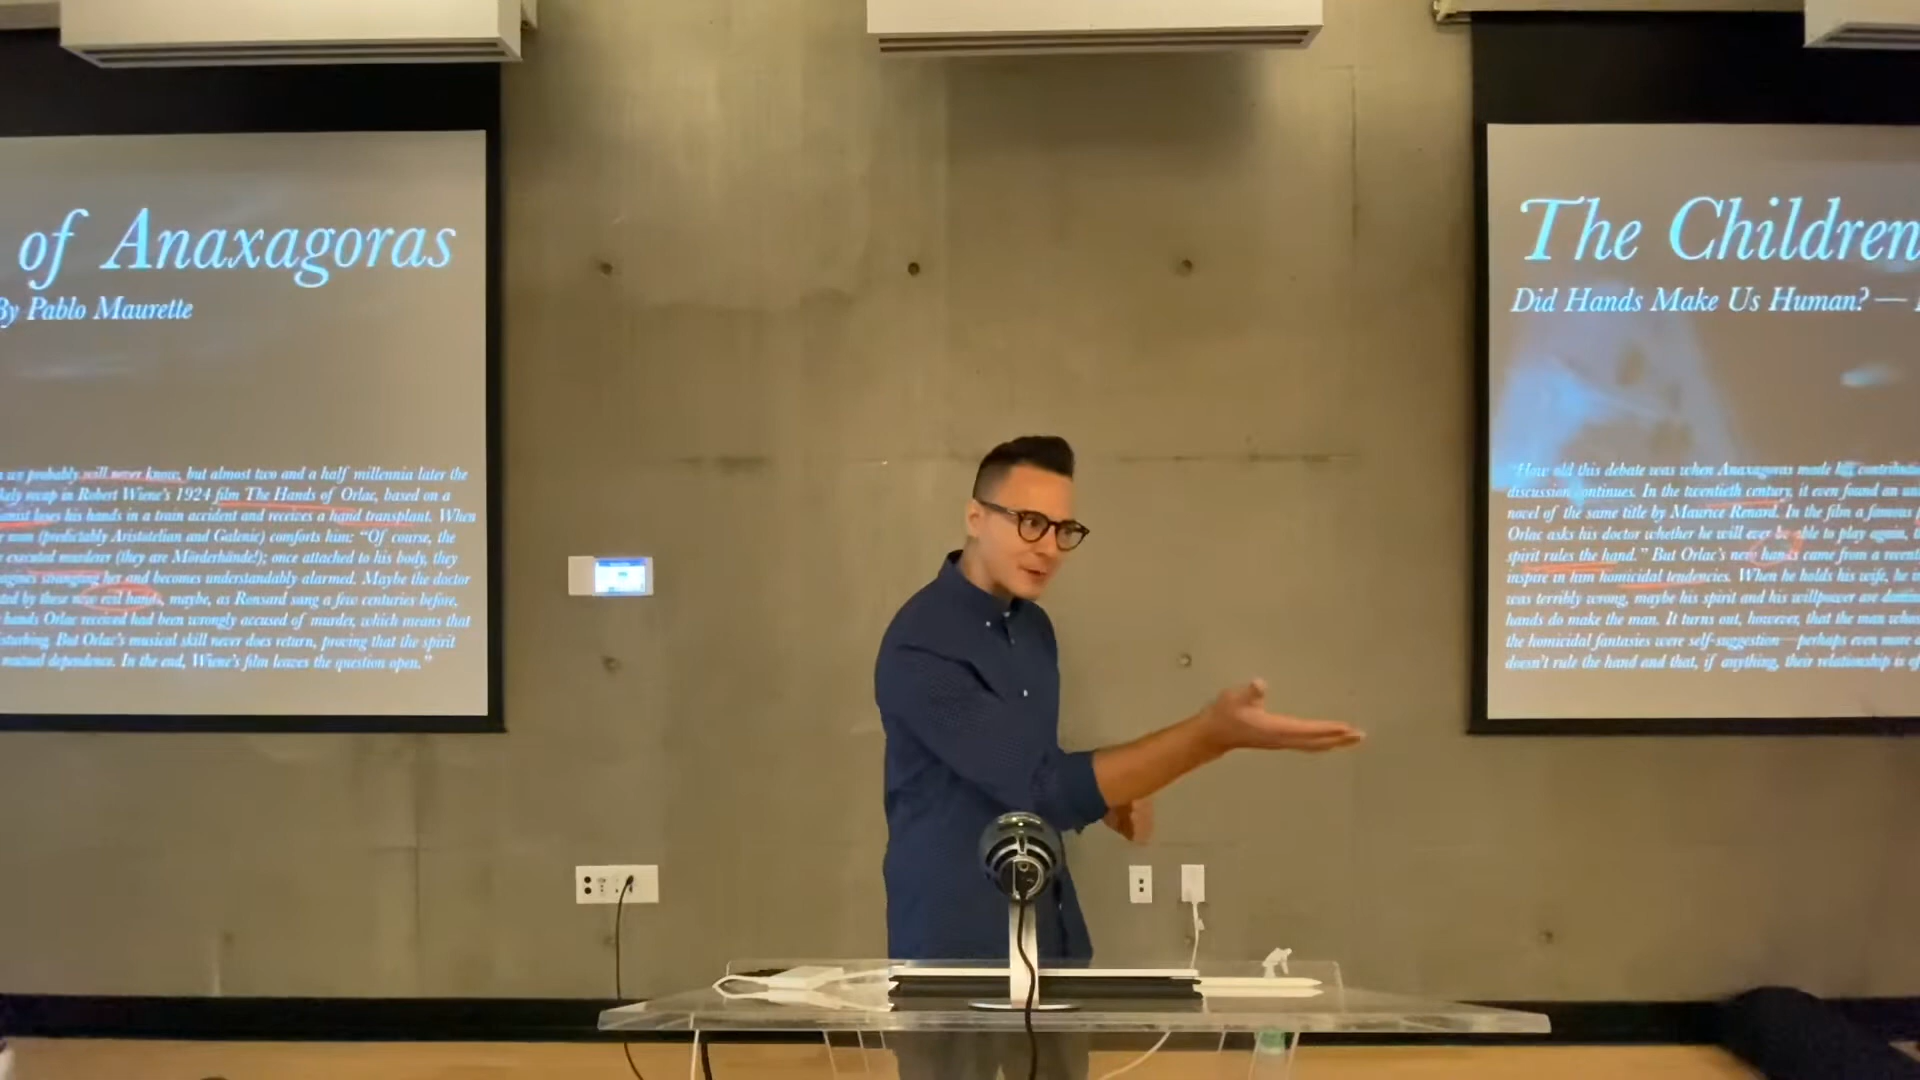 of Anaxagoras
By Pablo Maurette
we probably will never know, but almost two and a half millennia later the
recap in Robert Wiene's 1924 film The Hands of Orlac, based on a
loses his hands in a train accident and receives a hand transplant. When
man (predictably Aristotelian and Galenic) comforts him: "Of course, the
executed murderer (they are Mörderhände!); once attached to his body, they
strangling her and becomes understandably alarmed. Maybe the doctor
by these new evil hands, maybe, as Ronsard sang a few centuries before,
hands Orlac received had been wrongly accused of murder, which means that
But Orlac's musical skill never does return, proving that the spirit
mutual dependence. In the end, Wiene's film leaves the question open."
The Children
Did Hands Make Us Human? —
"How old this debate was when Anaxagoras made his
discussion continues. In the twentieth century, it even found an
novel of the same title by Maurice Renard. In the film a famous
Orlac asks his doctor whether he will ever be able to play again,
spirit rules the hand." But Orlac's new hands came from a
inspire in him homicidal tendencies. When he holds his wife, he
was terribly wrong, maybe his spirit and his willpower are
hands do make the man. It turns out, however, that the man whose
the homicidal fantasies were self-suggestion—perhaps even more
doesn't rule the hand and that, if anything, their relationship is